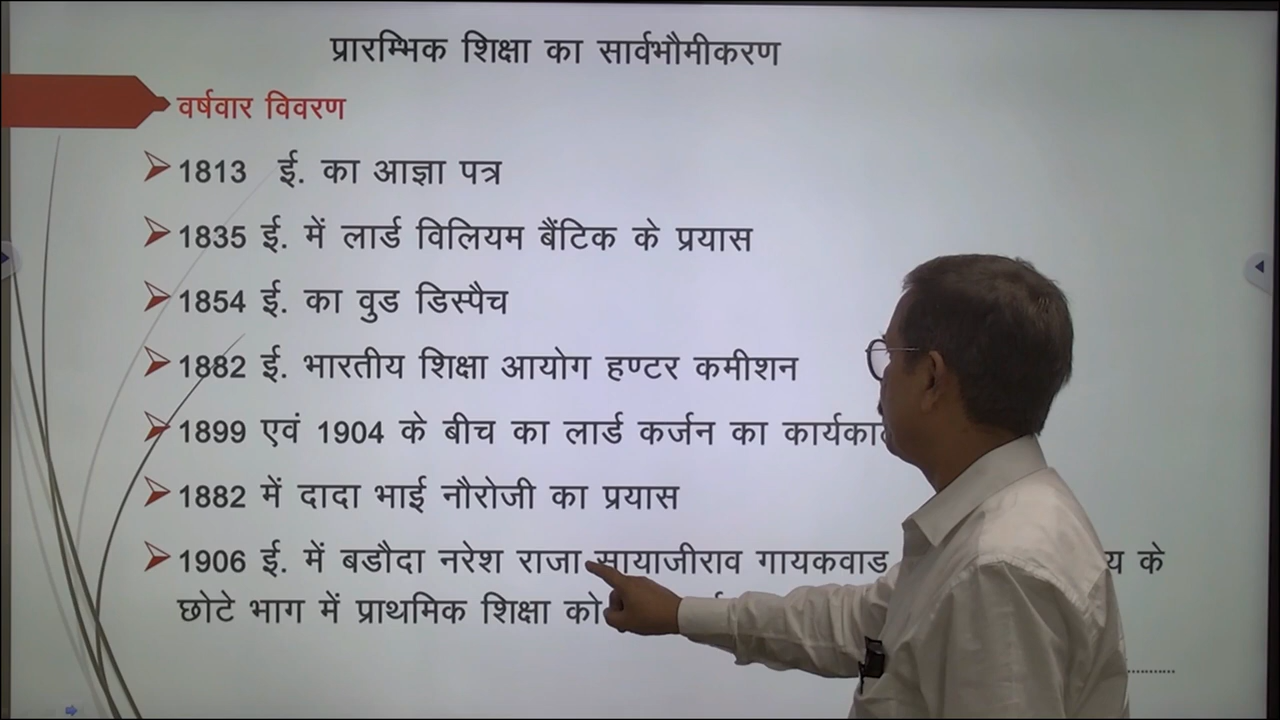 प्रारम्भिक शिक्षा का सार्वभौमीकरण
वर्षवार विवरण
1813 ई. का आज्ञा पत्र
1835 ई. में लार्ड विलियम बैंटिक के प्रयास
1854 ई. का वुड डिस्पैच
1882 ई. भारतीय शिक्षा आयोग हण्टर कमीशन
1899 एवं 1904 के बीच का लार्ड कर्जन का
1882 में दादा भाई नौरोजी का प्रयास
1906 ई. में बडौदा नरेश राजा सायाजीराव गायकवाड के
छोटे भाग में प्राथमिक शिक्षा को